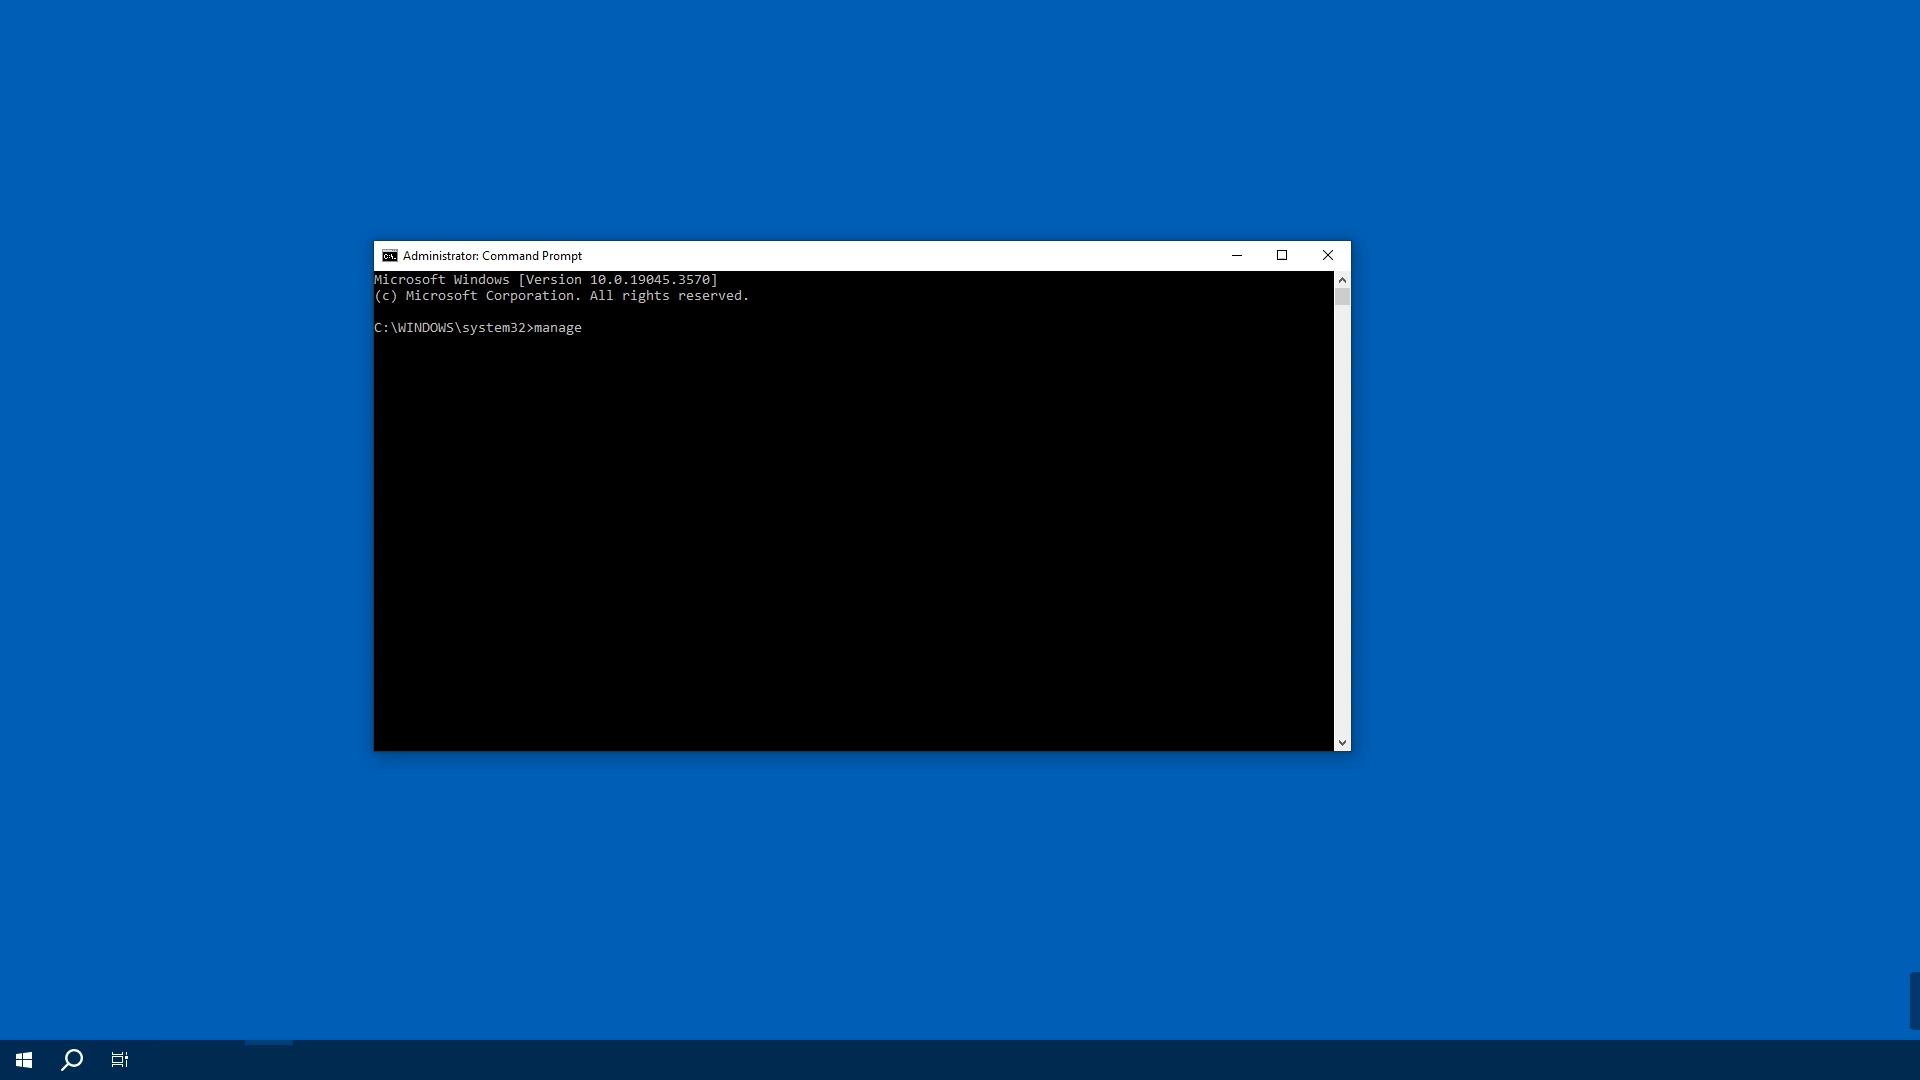 Administrator: Command Prompt
Microsoft Windows [Version 10.0.19045.3570]
(c) Microsoft Corporation. All rights reserved.
C:\WINDOWS\system32>manage